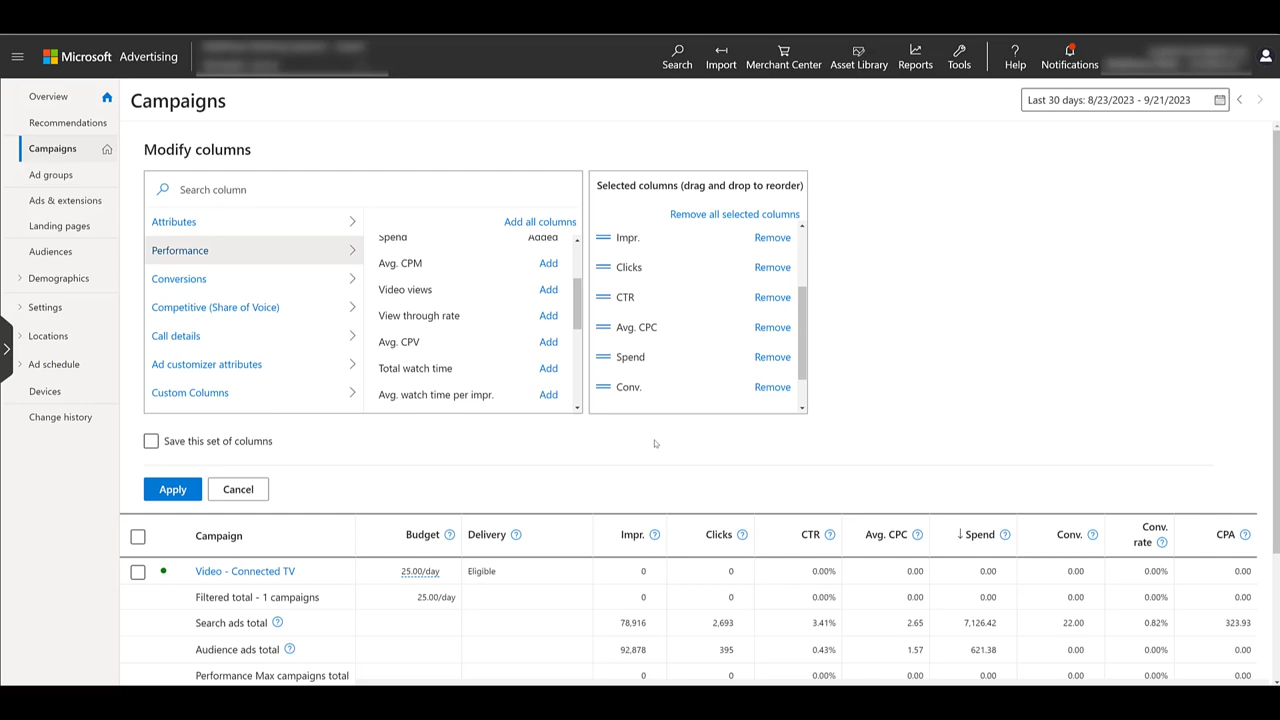 Microsoft Advertising
Search
Import
Merchant Center
Asset Library
Reports
Tools
Help
Notifications
Overview
Recommendations
Campaigns
Ad groups
Ads & extensions
Landing pages
Audiences
Demographics
Settings
Locations
Ad schedule
Devices
Change history
Campaigns
Last 30 days: 8/23/2023 - 9/21/2023
Modify columns
Search column
Attributes
Performance
Conversions
Competitive (Share of Voice)
Call details
Ad customizer attributes
Custom Columns
Add all columns
Spend Added
Avg. CPM Add
Video views Add
View through rate Add
Avg. CPV Add
Total watch time Add
Avg. watch time per impr. Add
Selected columns (drag and drop to reorder)
Remove all selected columns
Impr. Remove
Clicks Remove
CTR Remove
Avg. CPC Remove
Spend Remove
Conv. Remove
Save this set of columns
Apply Cancel
Campaign Budget Delivery Impr. Clicks CTR Avg. CPC ↓Spend Conv. Conv. rate CPA
Video - Connected TV 25.00/day Eligible 0 0 0.00% 0.00 0.00 0.00 0.00% 0.00
Filtered total - 1 campaigns 25.00/day 0 0 0.00% 0.00 0.00 0.00 0.00% 0.00
Search ads total 78,916 2,693 3.41% 2.65 7,126.42 22.00 0.82% 323.93
Audience ads total 92,878 395 0.43% 1.57 621.38 0.00 0.00% 0.00
Performance Max campaigns total 0 0 0.00% 0.00 0.00 0.00 0.00% 0.00